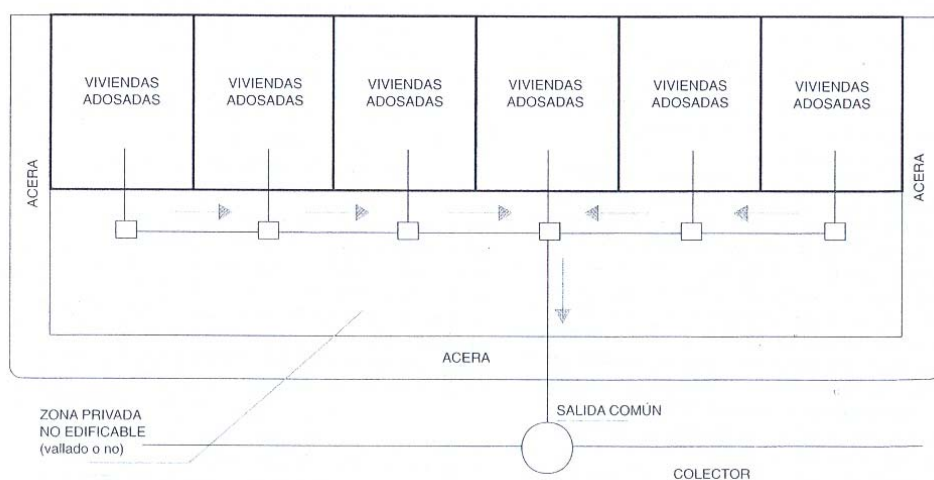 VIVIENDAS
ADOSADAS
VIVIENDAS
ADOSADAS
VIVIENDAS
ADOSADAS
VIVIENDAS
ADOSADAS
VIVIENDAS
ADOSADAS
VIVIENDAS
ADOSADAS
ACERA
ACERA
ACERA
ZONA PRIVADA
NO EDIFICABLE
(vallado o no)
SALIDA COMÚN
COLECTOR